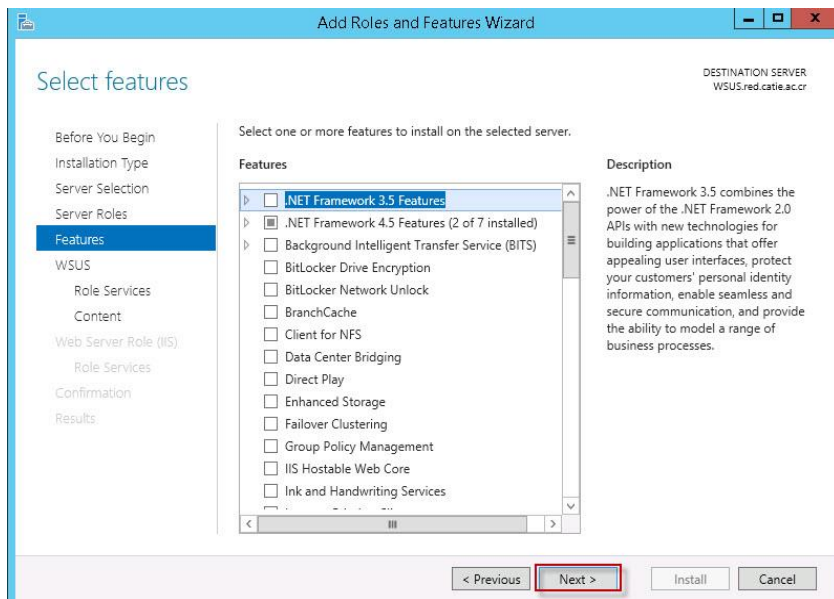 Add Roles and Features Wizard
Select features
DESTINATION SERVER
WSUS.red.catie.ac.cr
Before You Begin
Installation Type
Server Selection
Server Roles
Features
WSUS
Role Services
Content
Web Server Role (IIS)
Role Services
Confirmation
Results
Select one or more features to install on the selected server.
Features
.NET Framework 3.5 Features
.NET Framework 4.5 Features (2 of 7 installed)
Background Intelligent Transfer Service (BITS)
BitLocker Drive Encryption
BitLocker Network Unlock
BranchCache
Client for NFS
Data Center Bridging
Direct Play
Enhanced Storage
Failover Clustering
Group Policy Management
IIS Hostable Web Core
Ink and Handwriting Services
Description
.NET Framework 3.5 combines the
power of the .NET Framework 2.0
APIs with new technologies for
building applications that offer
appealing user interfaces, protect
your customers' personal identity
information, enable seamless and
secure communication, and provide
the ability to model a range of
business processes.
< Previous
Next >
Install
Cancel